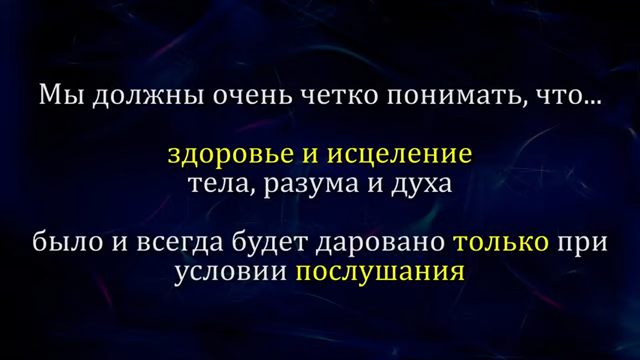 Мы должны очень четко понимать, что...
здоровье и исцеление
тела, разума и духа
было и всегда будет даровано только при
условии послушания